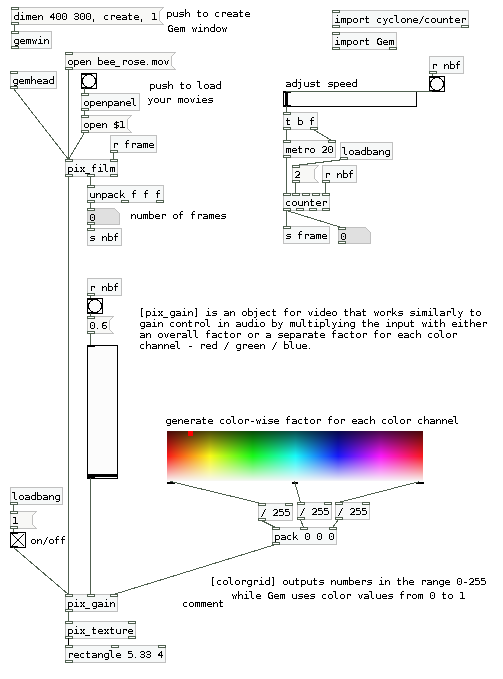 dimen 400 300, create, 1
push to create
Gem window
gemwin
import cyclone/counter
import Gem
open bee_rose.mov
r nbf
gemhead
push to load
your movies
adjust speed
openpanel
open $1
t b f
r frame
metro 20
loadbang
pix_film
2
r nbf
unpack f f f
counter
0
number of frames
s nbf
s frame
0
r nbf
0.6
[pix_gain] is an object for video that works similarly to
gain control in audio by multiplying the input with either
an overall factor or a separate factor for each color
channel - red / green / blue.
generate color-wise factor for each color channel
loadbang
1
on/off
/ 255
/ 255
/ 255
pack 0 0 0
[colorgrid] outputs numbers in the range 0-255
while Gem uses color values from 0 to 1
comment
pix_gain
pix_texture
rectangle 5.33 4